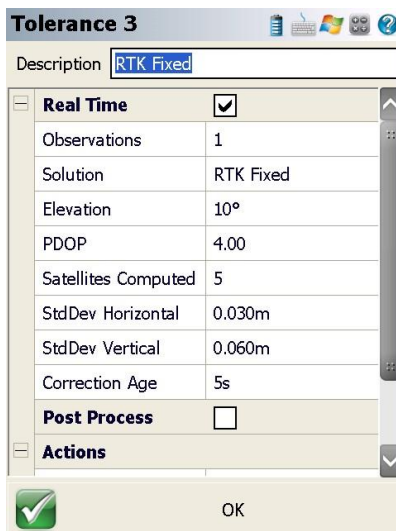 Tolerance 3
Description RTK Fixed
Real Time
Observations 1
Solution RTK Fixed
Elevation 10°
PDOP 4.00
Satellites Computed 5
StdDev Horizontal 0.030m
StdDev Vertical 0.060m
Correction Age 5s
Post Process
Actions
OK